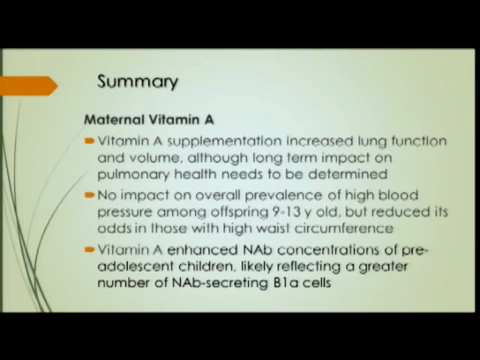 Summary
Maternal Vitamin A
Vitamin A supplementation increased lung function
and volume, although long term impact on
pulmonary health needs to be determined
No impact on overall prevalence of high blood
pressure among offspring 9-13 y old, but reduced its
odds in those with high waist circumference
Vitamin A enhanced NAb concentrations of pre-
adolescent children, likely reflecting a greater
number of NAb-secreting B1a cells